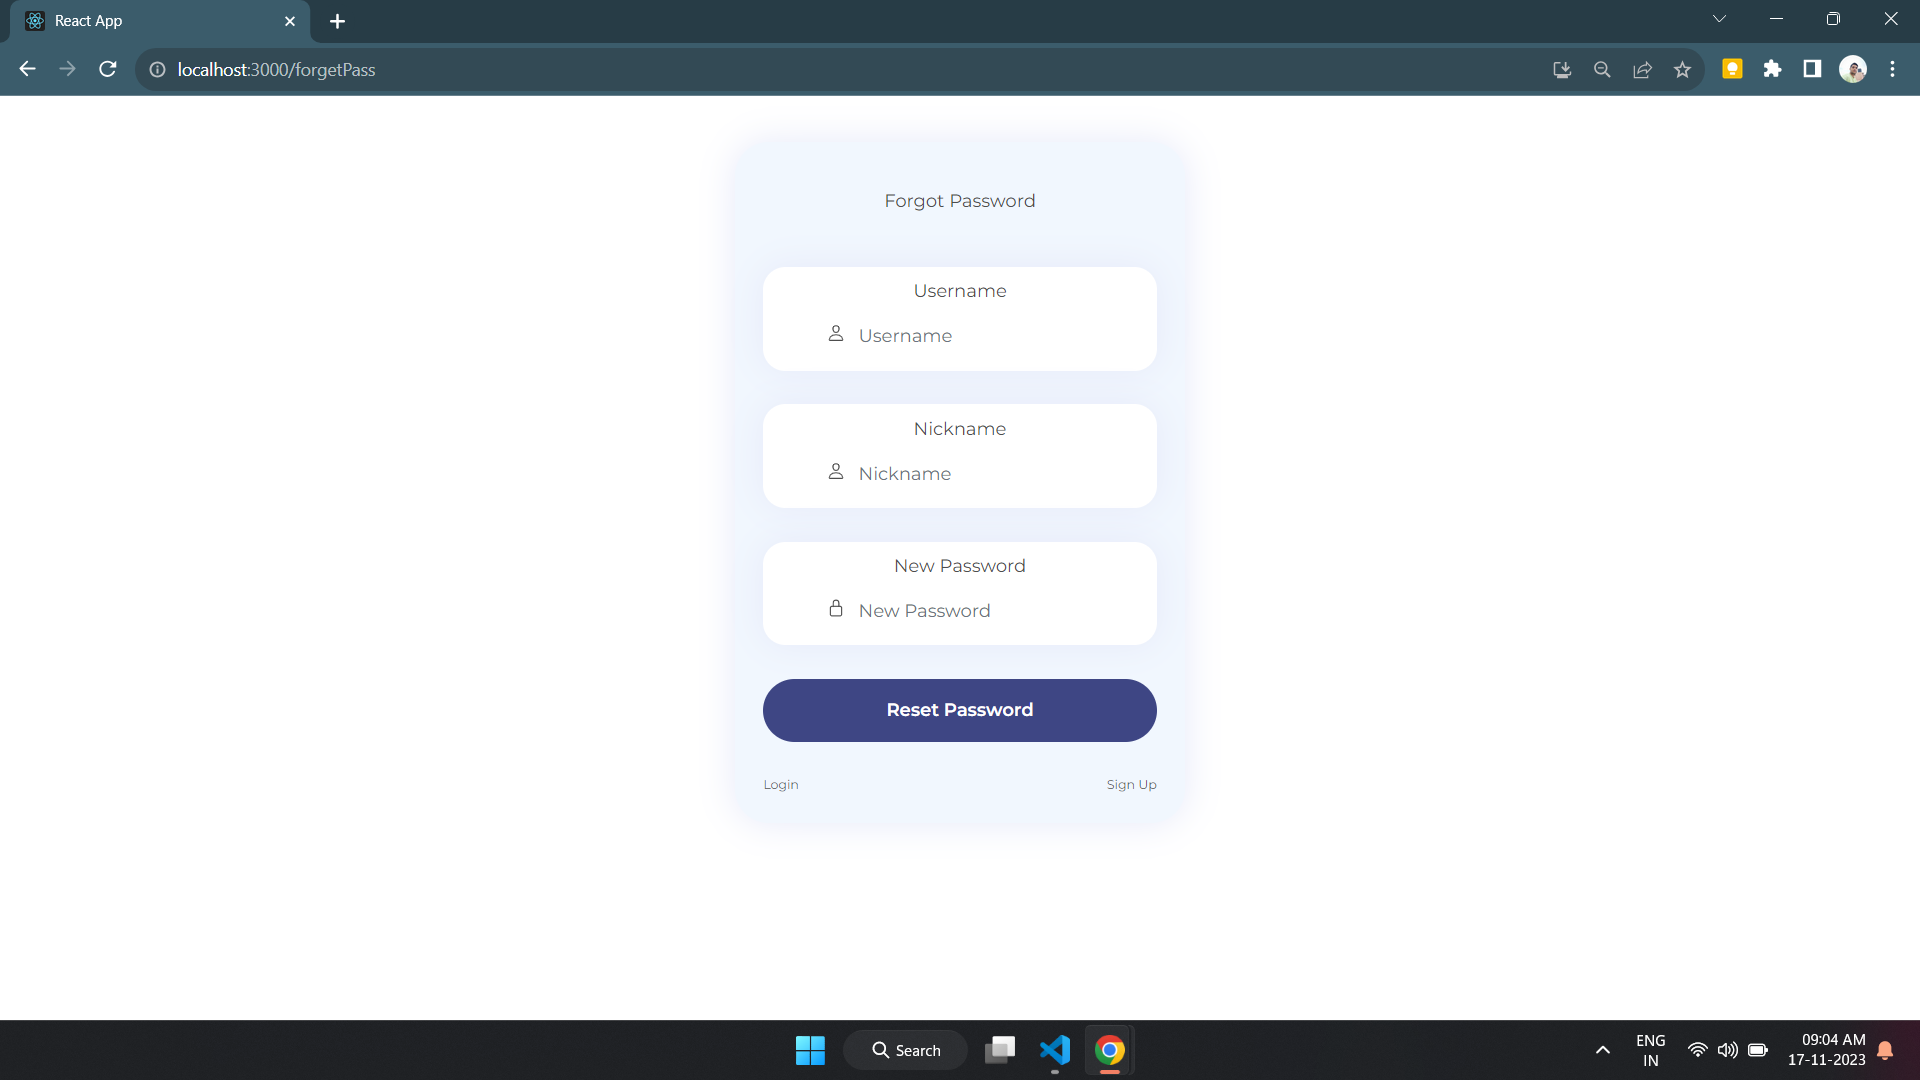 React App
localhost:3000/forgetPass
Forgot Password
Username
Username
Nickname
Nickname
New Password
New Password
Reset Password
Login
Sign Up
Search
ENG
IN
09:04 AM
17-11-2023